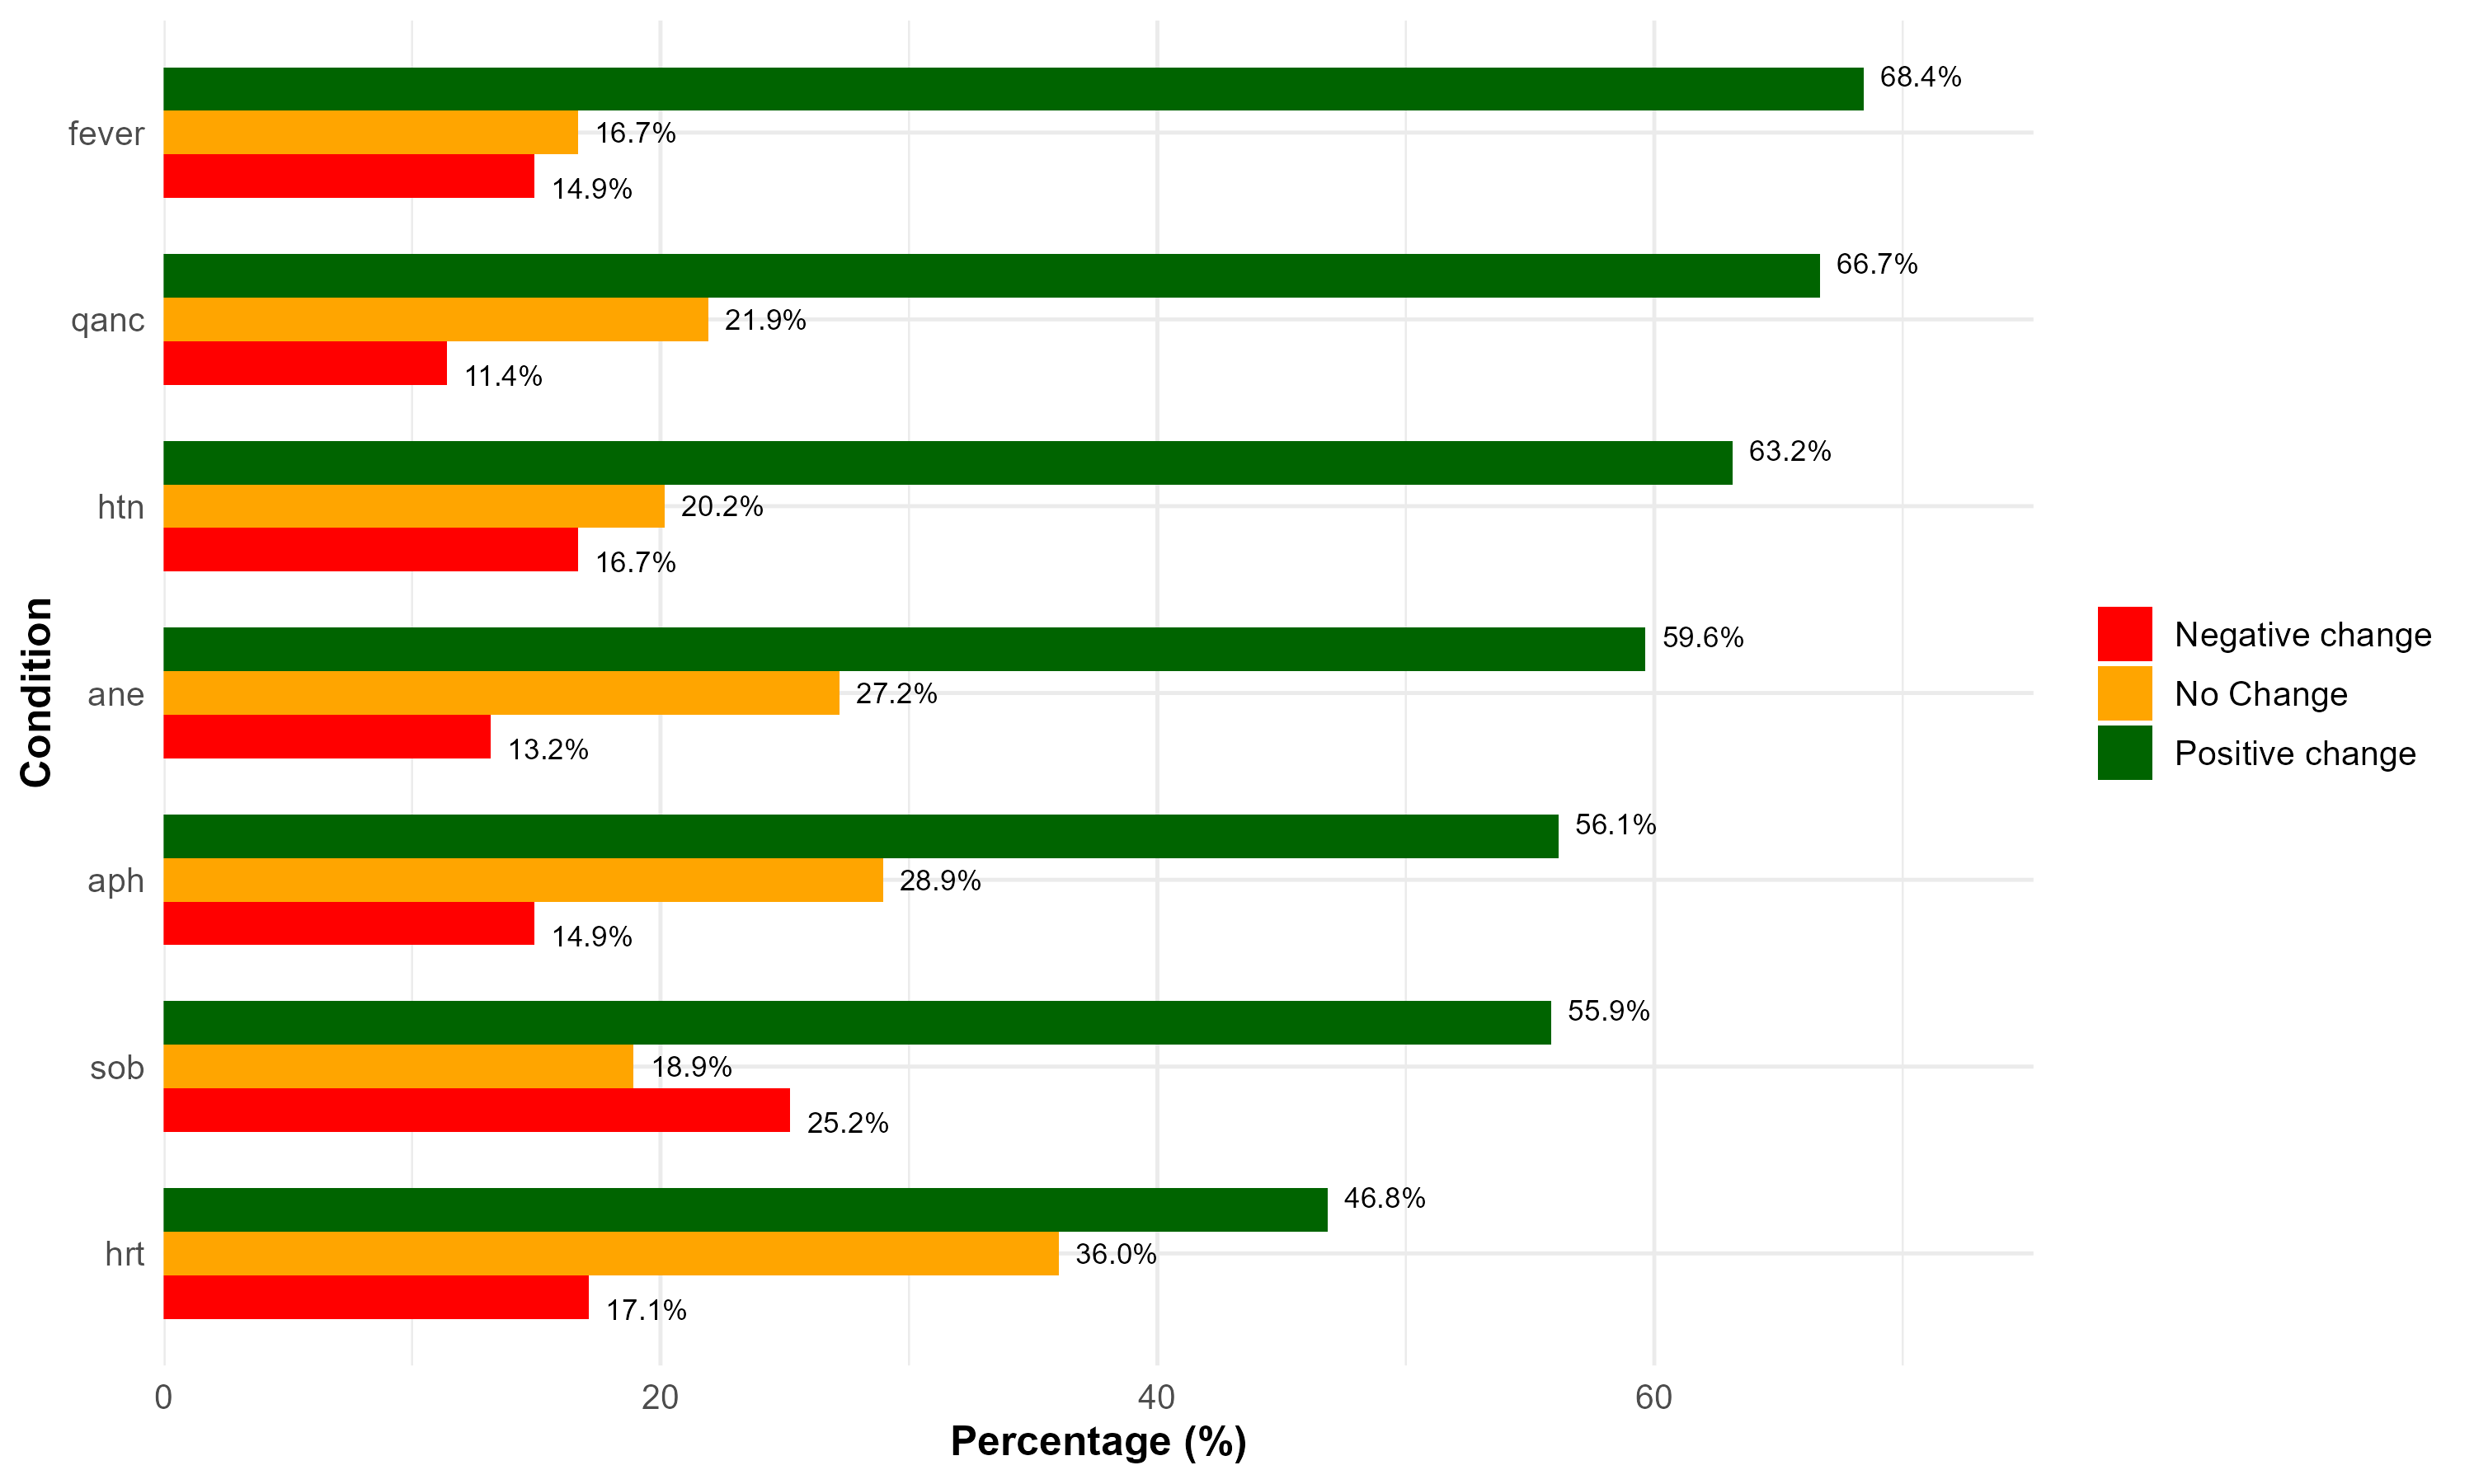 68.4%
fever
16.7%
14.9%
66.7%
qanc
21.9%
11.4%
63.2%
htn
20.2%
16.7%
59.6%
ane
27.2%
13.2%
56.1%
aph
28.9%
14.9%
55.9%
sob
18.9%
25.2%
46.8%
hrt
36.0%
17.1%
0 20 40 60
Percentage (%)
Condition
Negative change
No Change
Positive change